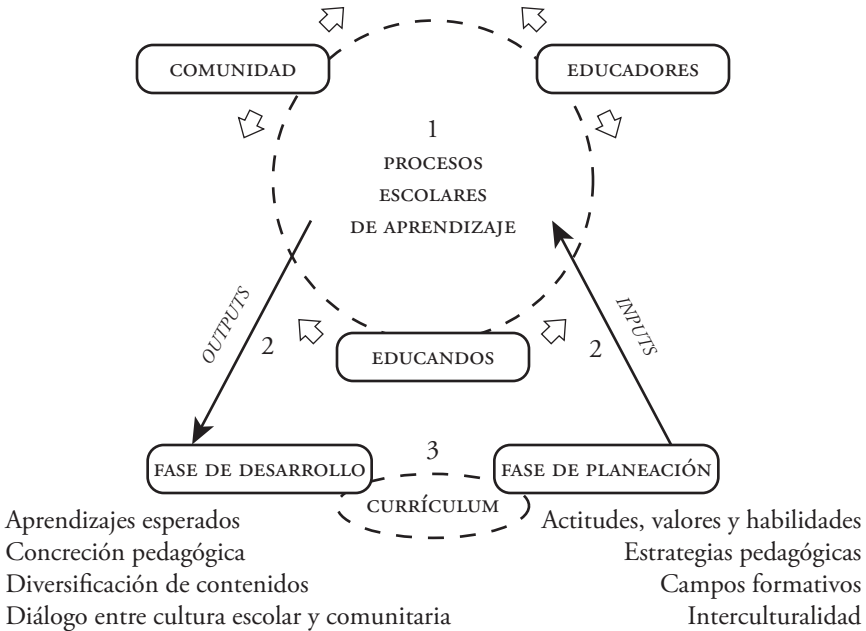 COMUNIDAD
EDUCADORES
1
PROCESOS
ESCOLARES
DE APRENDIZAJE
OUTPUTS
2
INPUTS
2
EDUCANDOS
FASE DE DESARROLLO
3
FASE DE PLANEACIÓN
CURRÍCULUM
Aprendizajes esperados
Concreción pedagógica
Diversificación de contenidos
Diálogo entre cultura escolar y comunitaria
Actitudes, valores y habilidades
Estrategias pedagógicas
Campos formativos
Interculturalidad